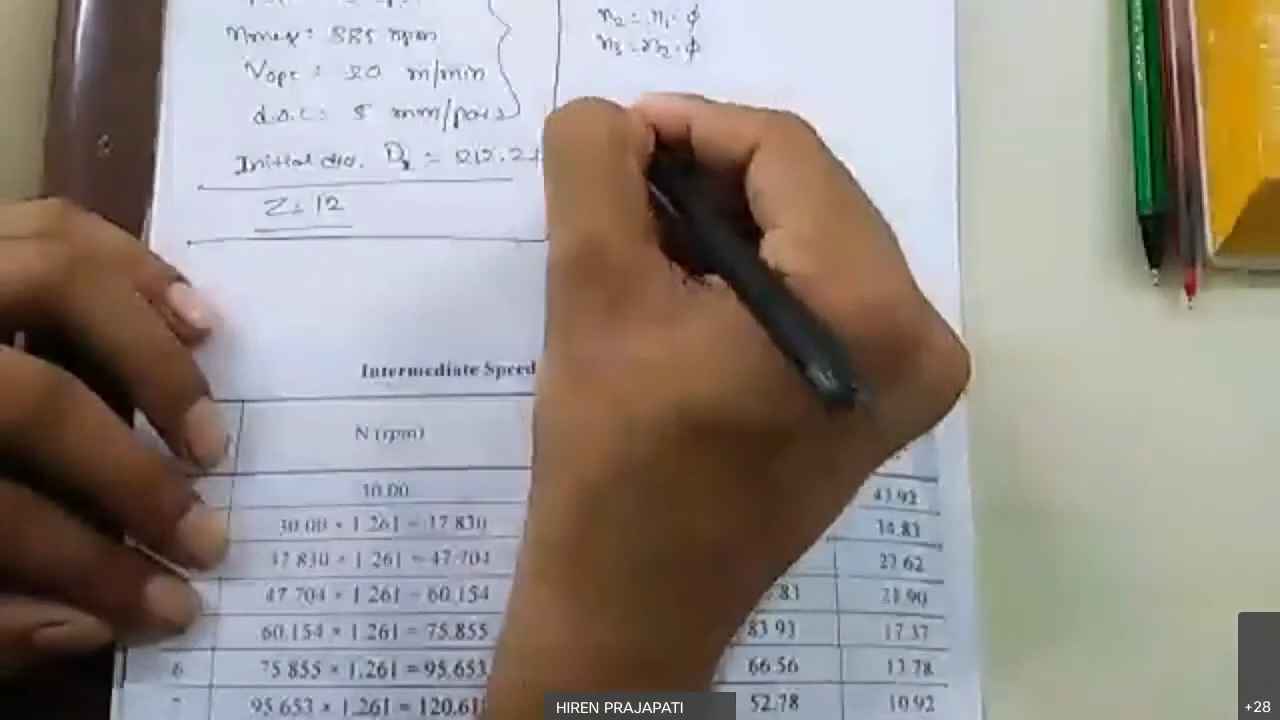 n2 = n1 · ϕ
n3 = n2 · ϕ
nmax = 385 rpm
Vopt = 20 m/min
d.o.c = 5 mm/pass
Initial dia. D1 = 212.21
Z = 12
Intermediate Speed
N (rpm)
30.00 43.92
30.00 × 1.261 = 37.830 34.83
37.830 × 1.261 = 47.704 27.62
47.704 × 1.261 = 60.154 21.90
60.154 × 1.261 = 75.855 83.93 17.37
6 75.855 × 1.261 = 95.653 66.56 13.78
95.653 × 1.261 = 120.61 52.78 10.92
HIREN PRAJAPATI
+28